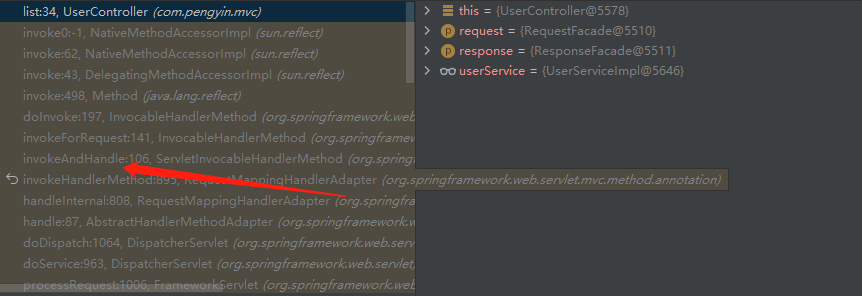 list:34, UserController (com.pengyin.mvc)
invoke0:-1, NativeMethodAccessorImpl (sun.reflect)
invoke:62, NativeMethodAccessorImpl (sun.reflect)
invoke:43, DelegatingMethodAccessorImpl (sun.reflect)
invoke:498, Method (java.lang.reflect)
doInvoke:197, InvocableHandlerMethod (org.springframework.web
invokeForRequest:141, InvocableHandlerMethod (org.springframe
invokeAndHandle:106, ServletInvocableHandlerMethod (org.spring
invokeHandlerMethod:895, RequestMappingHandlerAdapter (org.springframework.web.servlet.mvc.method.annotation)
handleInternal:808, RequestMappingHandlerAdapter (org.springfra
handle:87, AbstractHandlerMethodAdapter (org.springframework.w
doDispatch:1064, DispatcherServlet (org.springframework.web.serv
doService:963, DispatcherServlet (org.springframework.web.servle
processRequest:1006, FrameworkServlet (org.springframework.web
this = {UserController@5578}
request = {RequestFacade@5510}
response = {ResponseFacade@5511}
userService = {UserServiceImpl@5646}